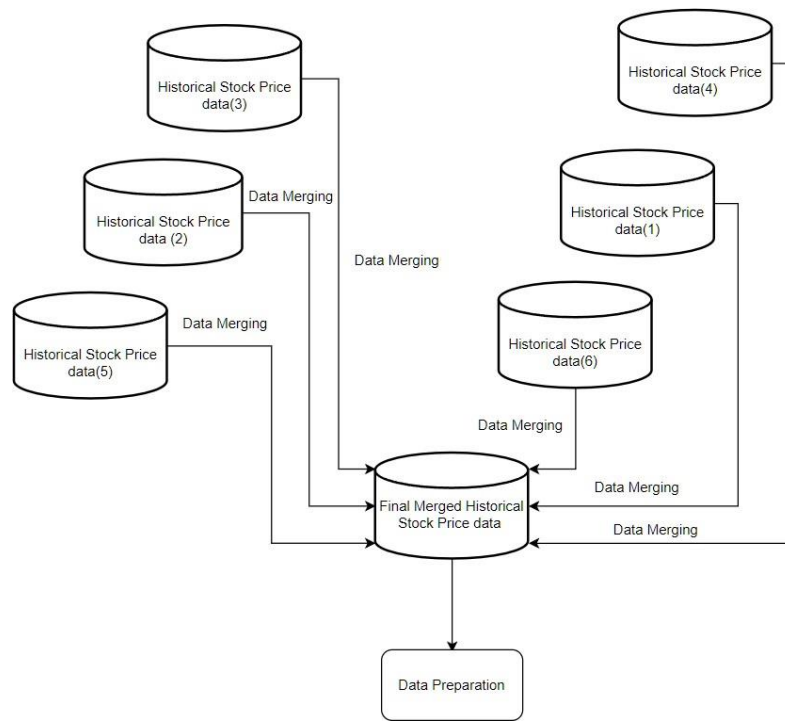 Historical Stock Price
data(3)
Historical Stock Price
data(4)
Data Merging
Historical Stock Price
data (2)
Historical Stock Price
data(1)
Data Merging
Data Merging
Historical Stock Price
data(5)
Historical Stock Price
data(6)
Data Merging
Final Merged Historical
Stock Price data
Data Merging
Data Merging
Data Preparation